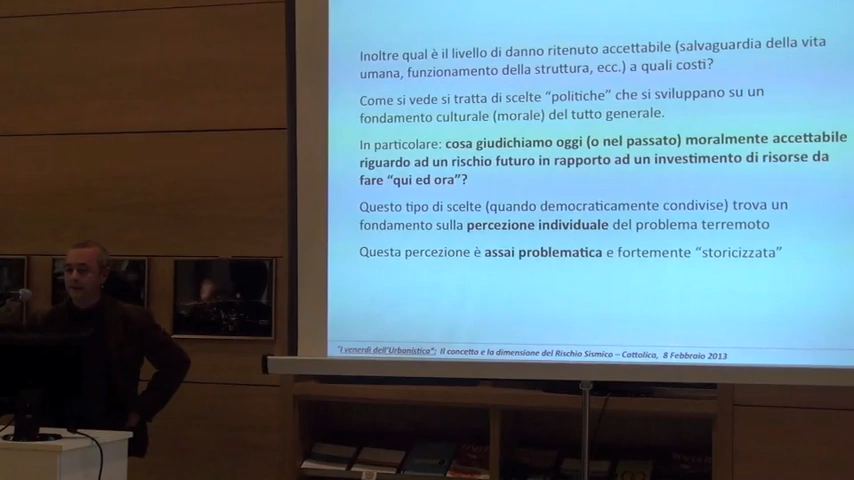 Inoltre qual è il livello di danno ritenuto accettabile (salvaguardia della vita
umana, funzionamento della struttura, ecc.) a quali costi?
Come si vede si tratta di scelte “politiche” che si sviluppano su un
fondamento culturale (morale) del tutto generale.
In particolare: cosa giudichiamo oggi (o nel passato) moralmente accettabile
riguardo ad un rischio futuro in rapporto ad un investimento di risorse da
fare “qui ed ora”?
Questo tipo di scelte (quando democraticamente condivise) trova un
fondamento sulla percezione individuale del problema terremoto
Questa percezione è assai problematica e fortemente “storicizzata”
“I venerdì dell'Urbanistica”: Il concetto e la dimensione del Rischio Sismico – Cattolica, 8 Febbraio 2013